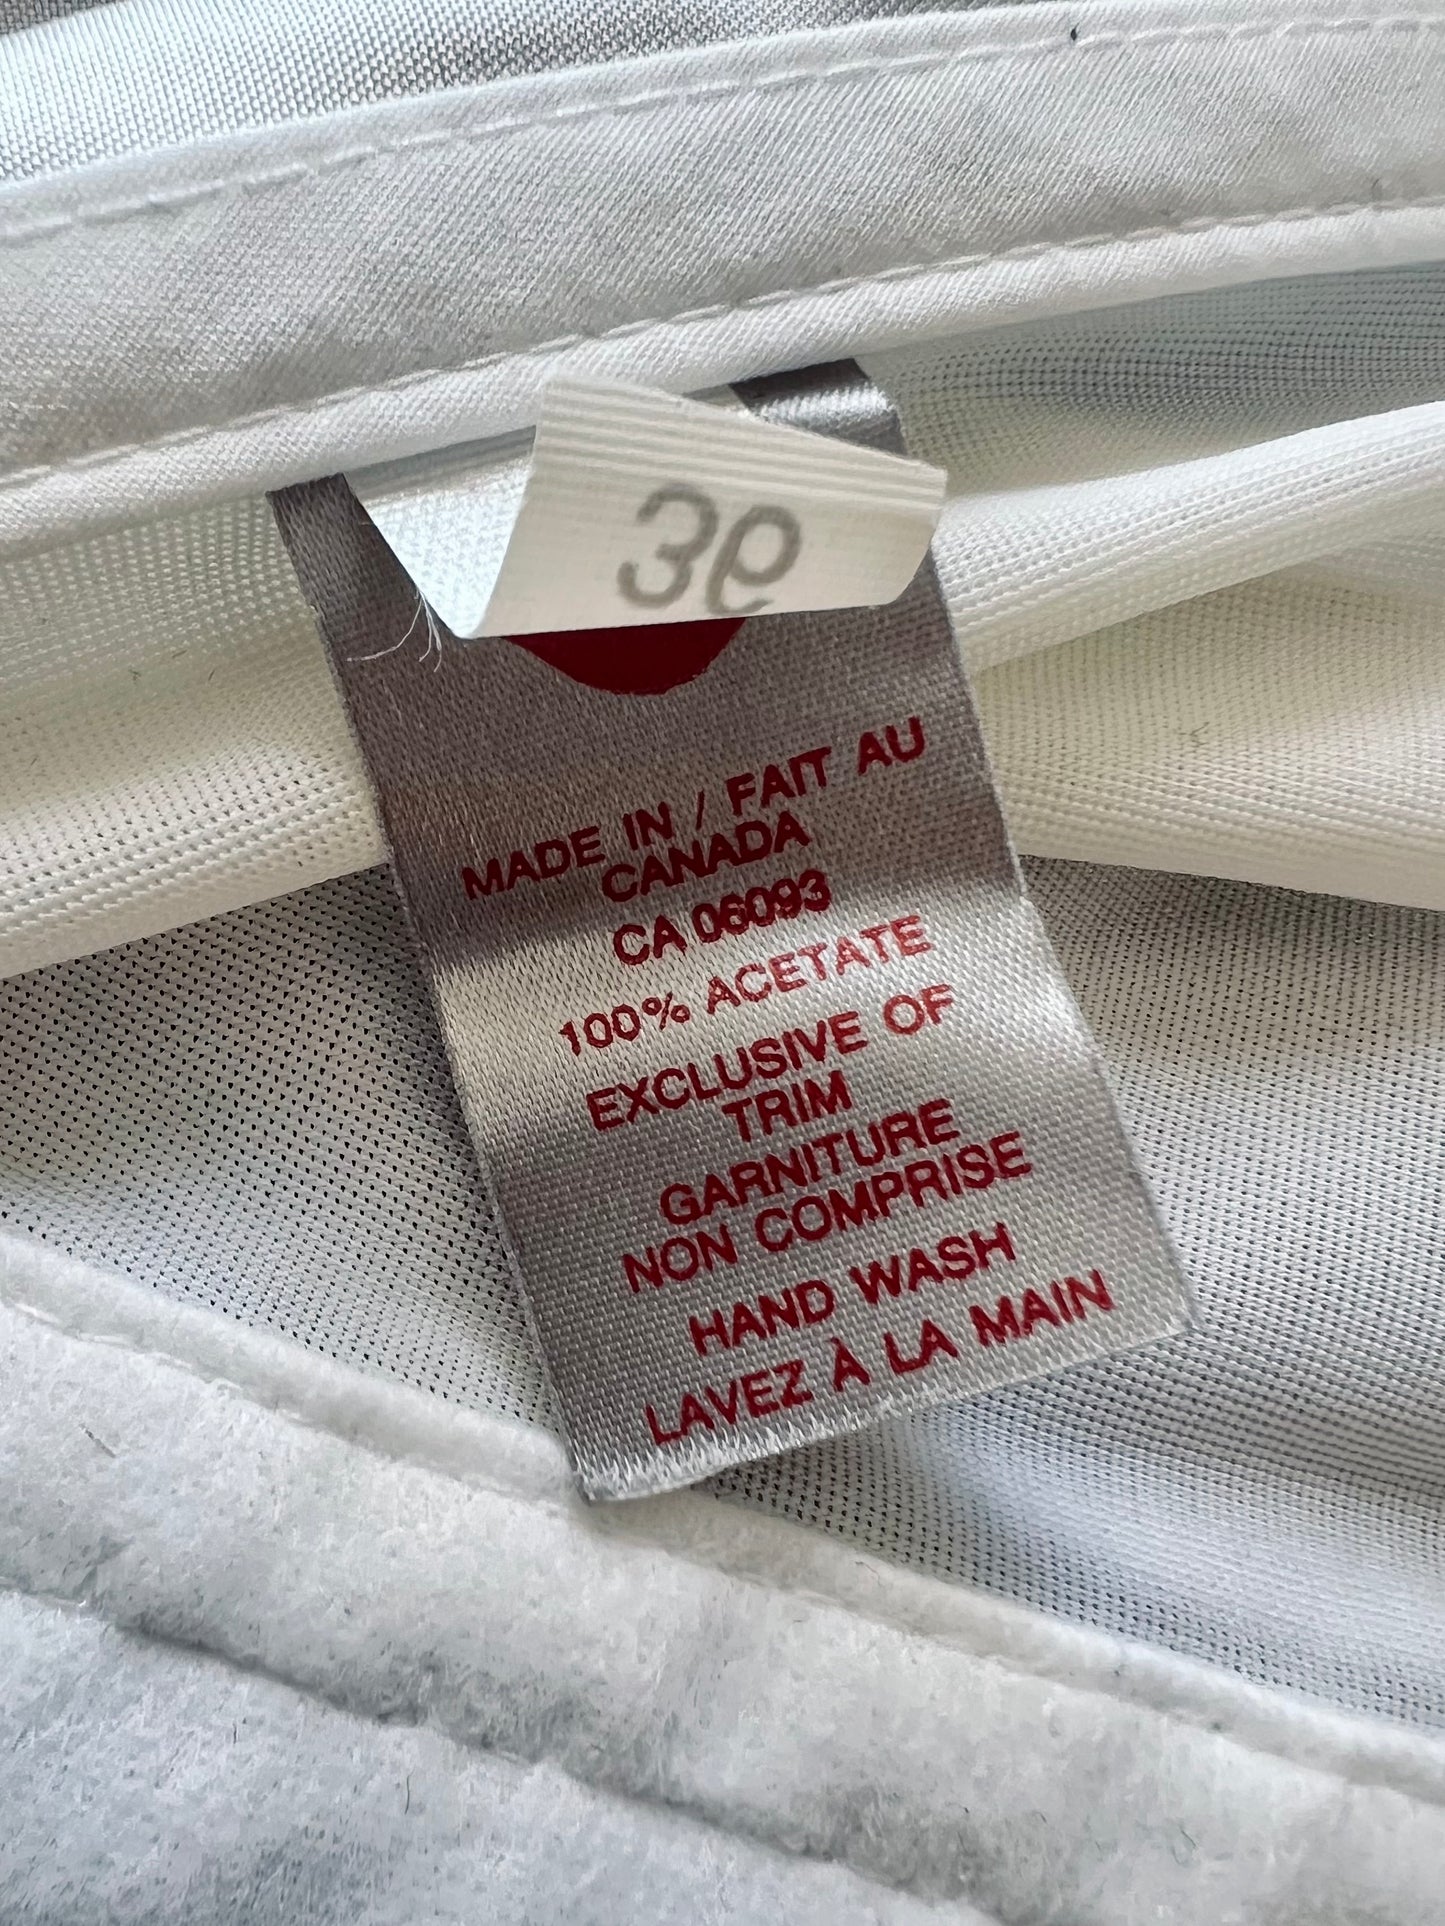 36
MADE IN / FAIT AU
CANADA
CA 06093
100% ACETATE
EXCLUSIVE OF
TRIM
GARNITURE
NON COMPRISE
HAND WASH
LAVEZ À LA MAIN